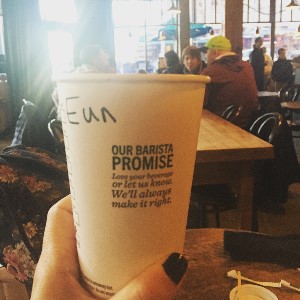 Eun
OUR BARISTA
PROMISE
Love your beverage
or let us know.
We'll always
make it right.